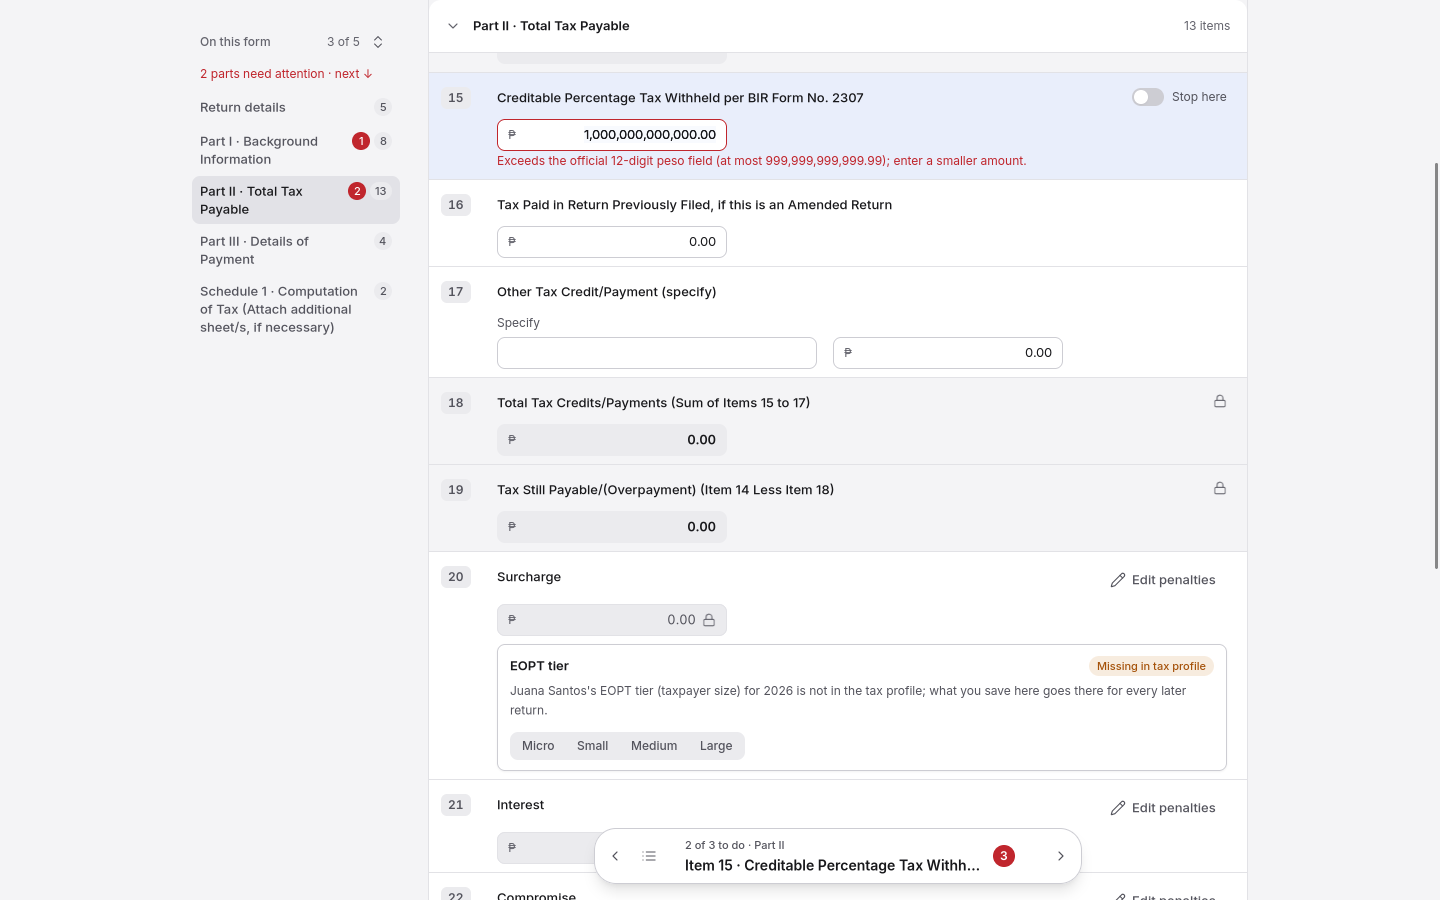 On this form
3 of 5
2 parts need attention · next ↓
Return details
5
Part I · Background Information
1
8
Part II · Total Tax Payable
2
13
Part III · Details of Payment
4
Schedule 1 · Computation of Tax (Attach additional sheet/s, if necessary)
2
Part II · Total Tax Payable
13 items
15
Creditable Percentage Tax Withheld per BIR Form No. 2307
Stop here
₱ 1,000,000,000,000.00
Exceeds the official 12-digit peso field (at most 999,999,999,999.99); enter a smaller amount.
16
Tax Paid in Return Previously Filed, if this is an Amended Return
₱ 0.00
17
Other Tax Credit/Payment (specify)
Specify
₱ 0.00
18
Total Tax Credits/Payments (Sum of Items 15 to 17)
₱ 0.00
19
Tax Still Payable/(Overpayment) (Item 14 Less Item 18)
₱ 0.00
20
Surcharge
Edit penalties
₱ 0.00
EOPT tier
Missing in tax profile
Juana Santos's EOPT tier (taxpayer size) for 2026 is not in the tax profile; what you save here goes there for every later
return.
Micro Small Medium Large
21
Interest
Edit penalties
₱
2 of 3 to do · Part II
Item 15 · Creditable Percentage Tax Withh...
3
22
Compromise
Edit penalties